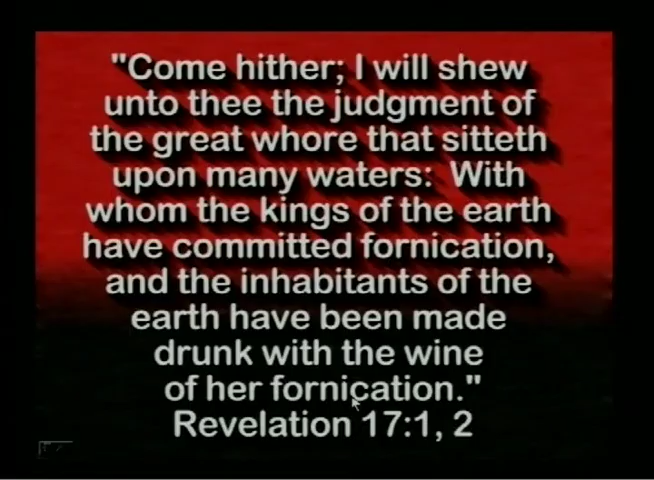 "Come hither; I will shew
unto thee the judgment of
the great whore that sitteth
upon many waters:  With
whom the kings of the earth
have committed fornication,
and the inhabitants of the
earth have been made
drunk with the wine
of her fornication."
Revelation 17:1, 2